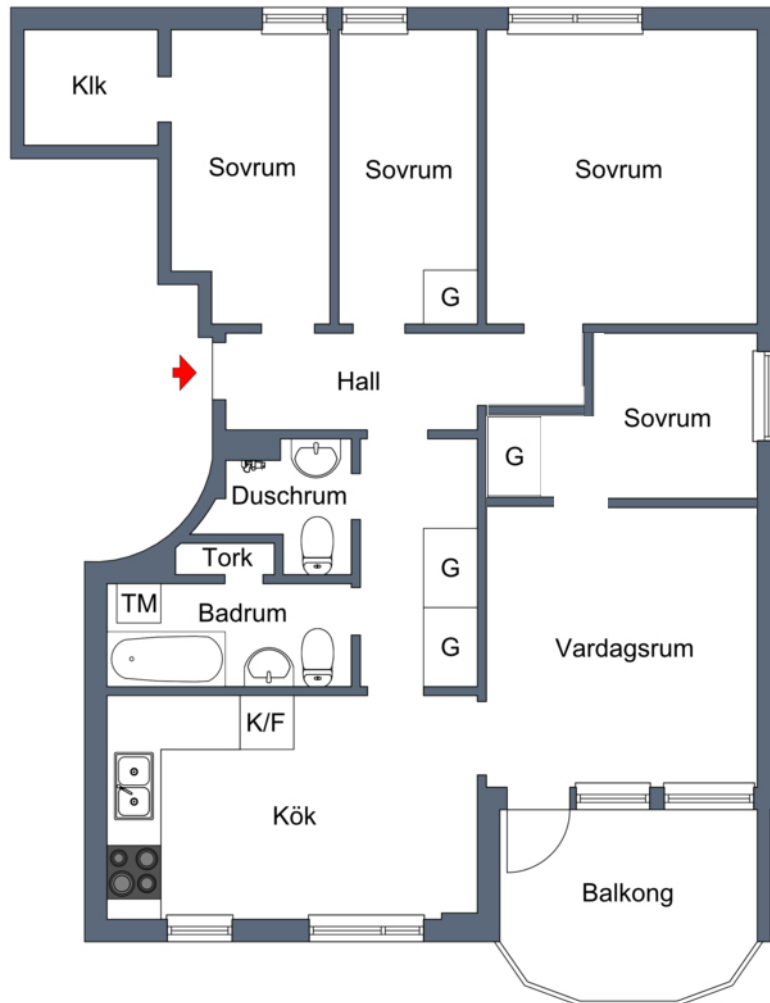 Klk
Sovrum
Sovrum
Sovrum
G
Hall
Sovrum
G
Duschrum
Tork
G
TM
Badrum
G
Vardagsrum
K/F
Kök
Balkong